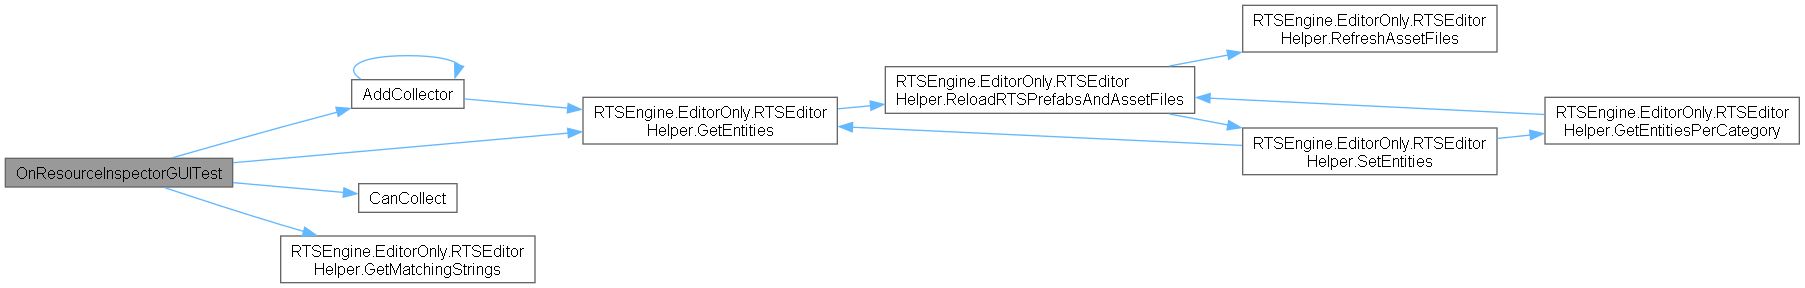 OnResourceInspectorGUITest
AddCollector
CanCollect
RTSEngine.EditorOnly.RTSEditor
Helper.GetMatchingStrings
RTSEngine.EditorOnly.RTSEditor
Helper.GetEntities
RTSEngine.EditorOnly.RTSEditor
Helper.ReloadRTSPrefabsAndAssetFiles
RTSEngine.EditorOnly.RTSEditor
Helper.RefreshAssetFiles
RTSEngine.EditorOnly.RTSEditor
Helper.SetEntities
RTSEngine.EditorOnly.RTSEditor
Helper.GetEntitiesPerCategory